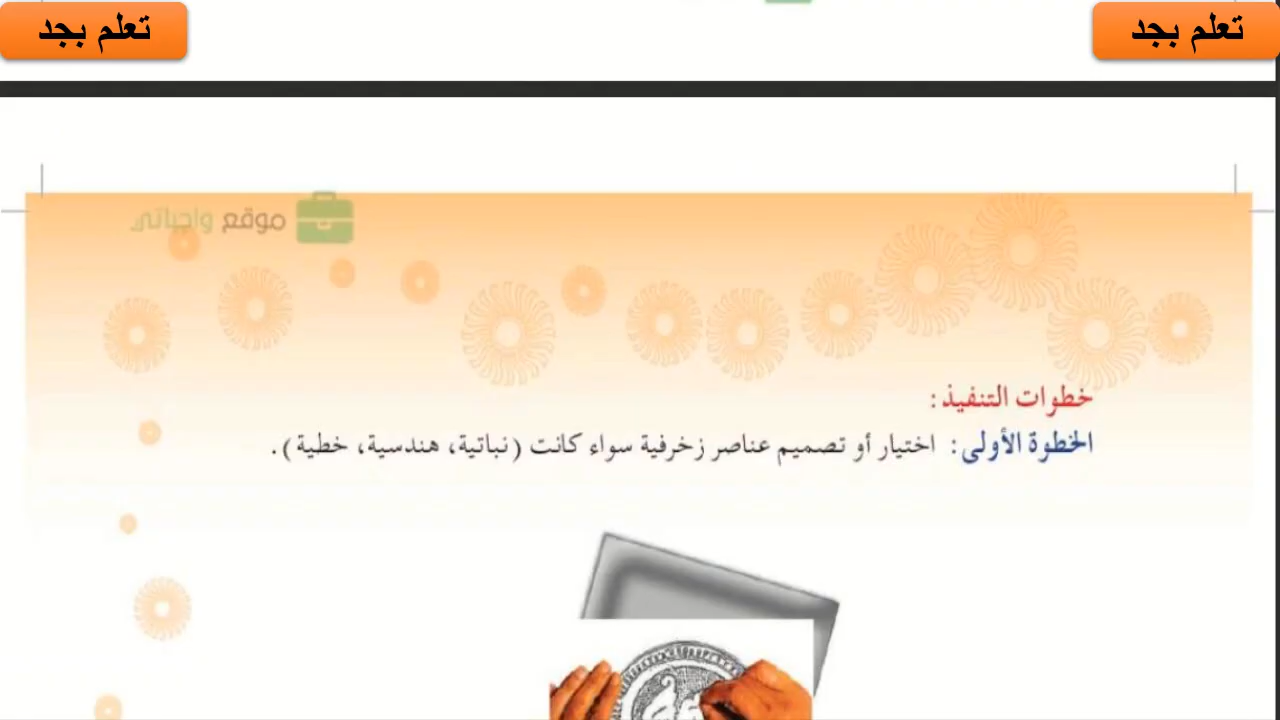 تعلم بجد
تعلم بجد
موقع واجباتي
خطوات التنفيذ:
الخطوة الأولى: اختيار أو تصميم عناصر زخرفية سواء كانت (نباتية، هندسية، خطية).